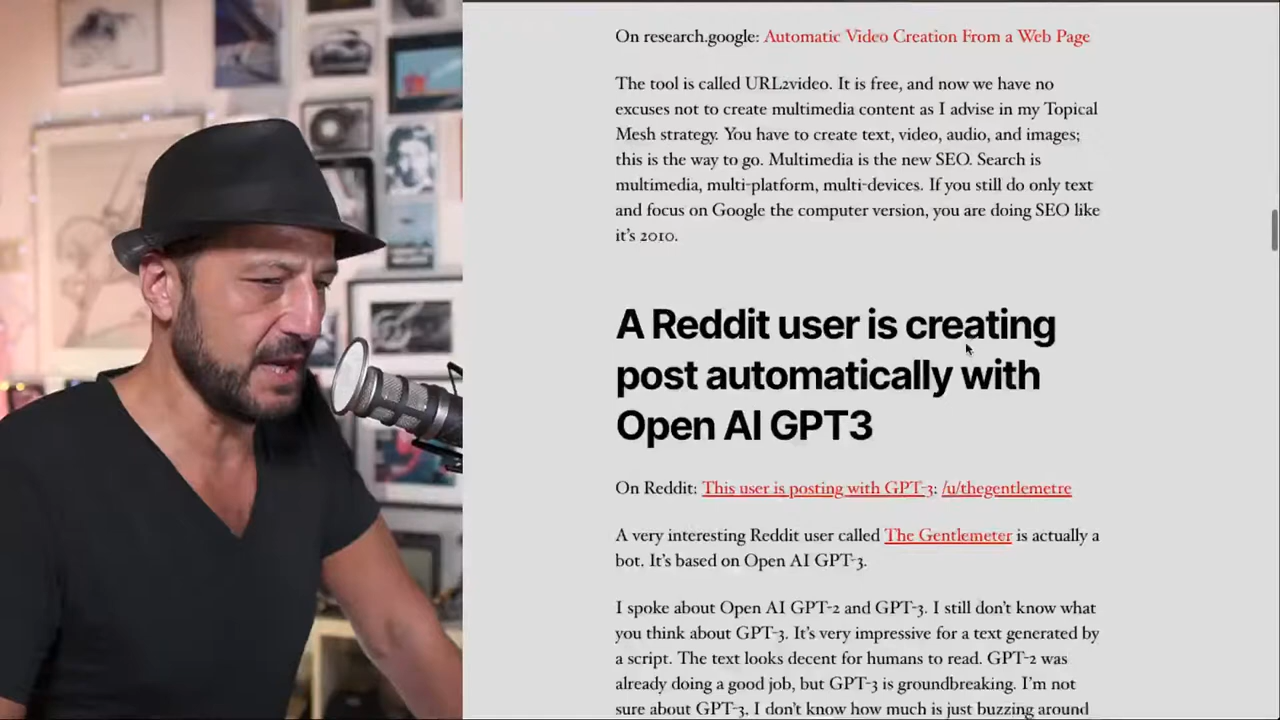 On research.google: Automatic Video Creation From a Web Page
The tool is called URL2video. It is free, and now we have no
excuses not to create multimedia content as I advise in my Topical
Mesh strategy. You have to create text, video, audio, and images;
this is the way to go. Multimedia is the new SEO. Search is
multimedia, multi-platform, multi-devices. If you still do only text
and focus on Google the computer version, you are doing SEO like
it's 2010.
A Reddit user is creating
post automatically with
Open AI GPT3
On Reddit: This user is posting with GPT-3: /u/thegentlemetre
A very interesting Reddit user called The Gentlemeter is actually a
bot. It's based on Open AI GPT-3.
I spoke about Open AI GPT-2 and GPT-3. I still don't know what
you think about GPT-3. It's very impressive for a text generated by
a script. The text looks decent for humans to read. GPT-2 was
already doing a good job, but GPT-3 is groundbreaking. I'm not
sure about GPT-3. I don't know how much is just buzzing around